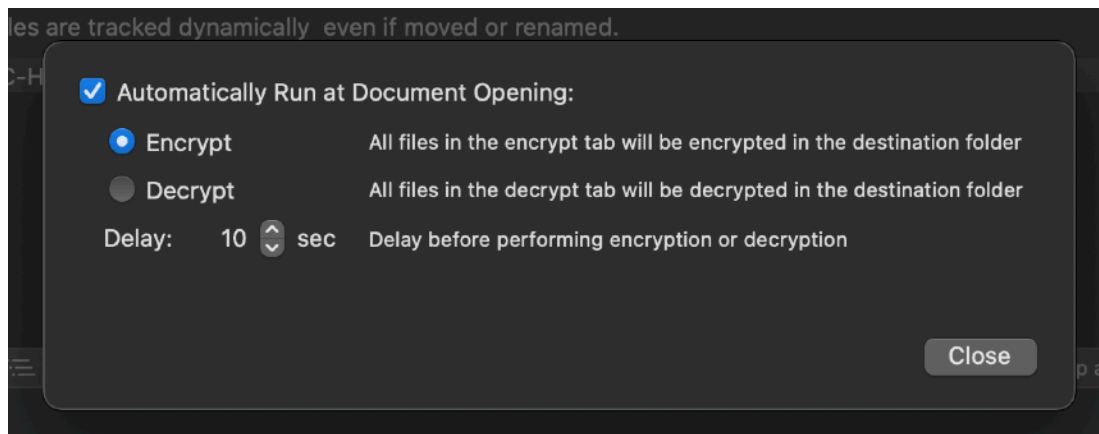 les are tracked dynamically  even if moved or renamed.
C-H
Automatically Run at Document Opening:
Encrypt All files in the encrypt tab will be encrypted in the destination folder
Decrypt All files in the decrypt tab will be decrypted in the destination folder
Delay: 10 sec Delay before performing encryption or decryption
Close
p a